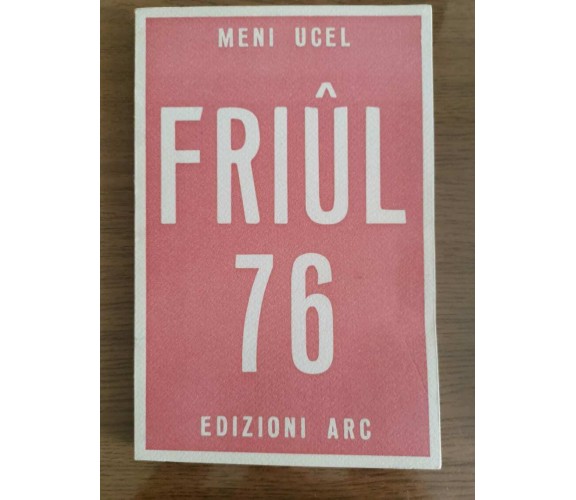 MENI UCEL
FRIÛL
76
EDIZIONI ARC